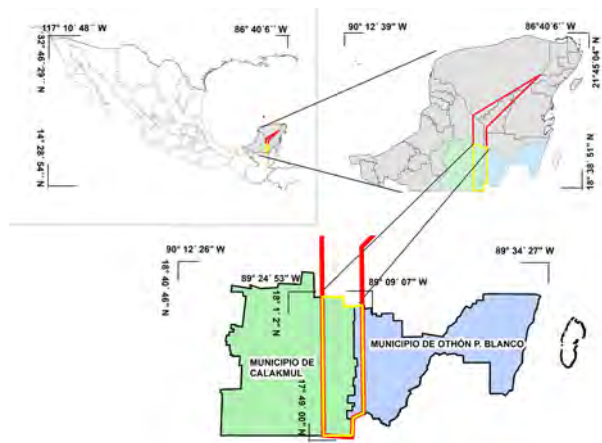 117° 10´ 48´´ W
86° 40´6´´ W
32° 46´29´´ N
14° 28´ 54´´ N
90° 12´ 39´´ W
86° 40´6´´ W
21°45´04´´ N
18° 38´ 51´´ N
90° 12´ 26´´ W
89° 34´ 27´´ W
18° 40´ 46´´ N
89° 24´ 53´´ W
89° 09´ 07´´ W
18° 1´ 2´´ N
MUNICIPIO DE OTHÓN P. BLANCO
MUNICIPIO DE
CALAKMUL
17° 49´ 00´´ N